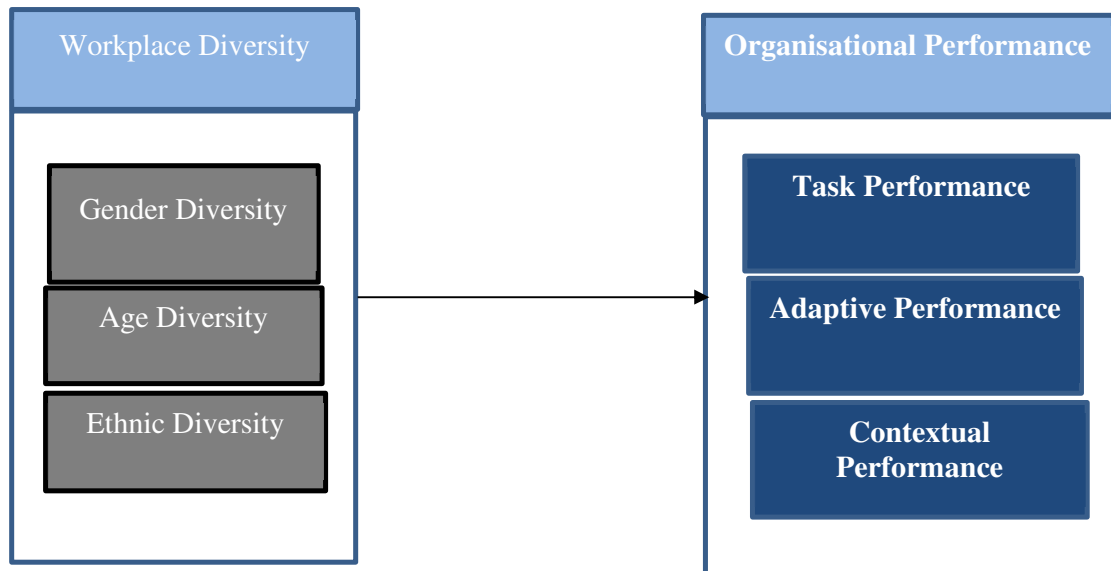 Workplace Diversity
Gender Diversity
Age Diversity
Ethnic Diversity
Organisational Performance
Task Performance
Adaptive Performance
Contextual
Performance